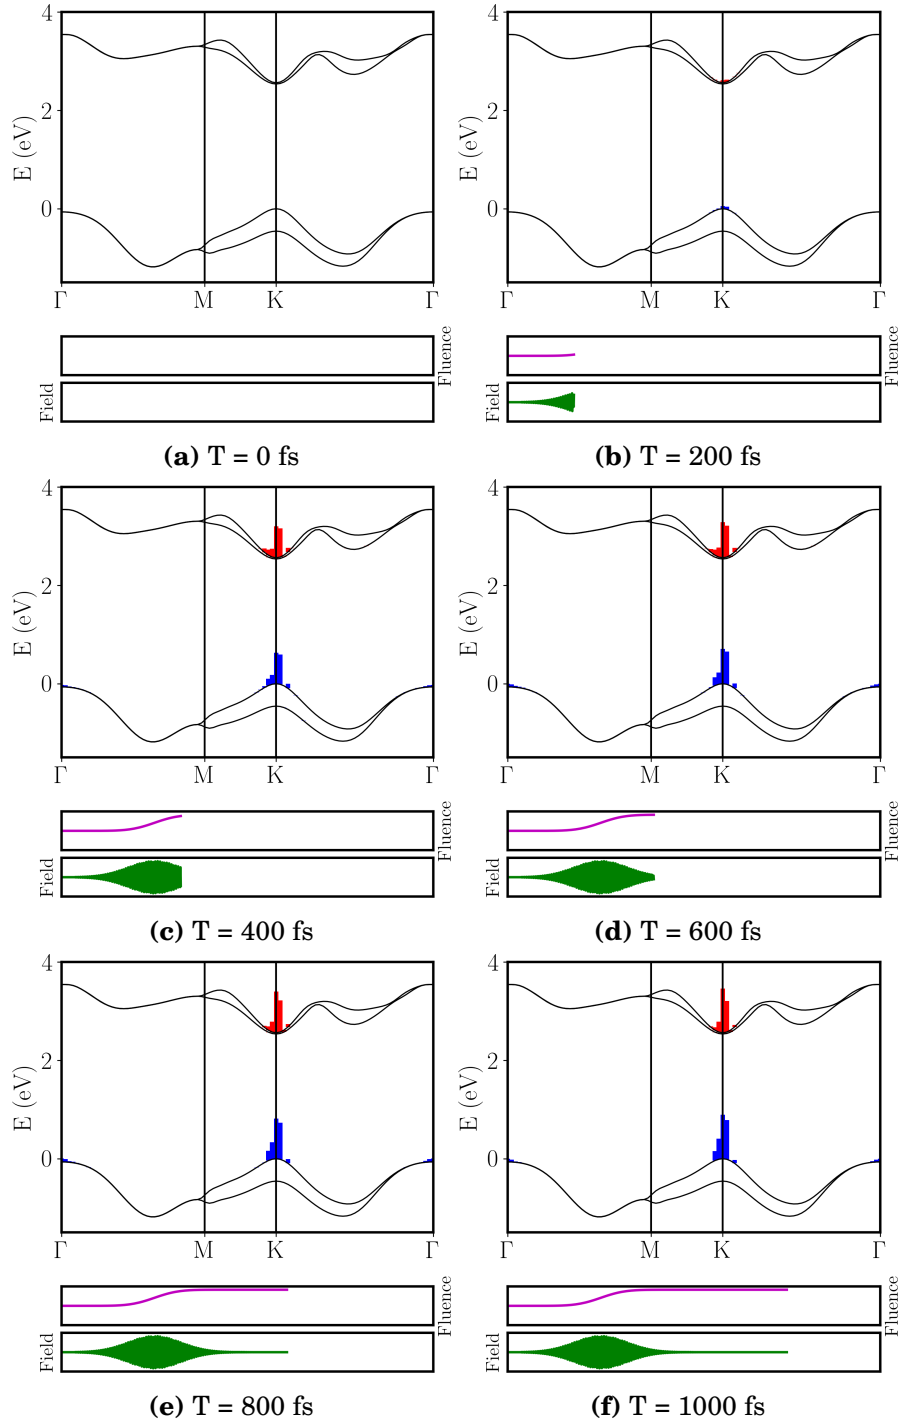 4
2
0
E (eV)
Γ M K Γ
Fluence
Field
(a) T = 0 fs
4
2
0
E (eV)
Γ M K Γ
Fluence
Field
(b) T = 200 fs
4
2
0
E (eV)
Γ M K Γ
Fluence
Field
(c) T = 400 fs
4
2
0
E (eV)
Γ M K Γ
Fluence
Field
(d) T = 600 fs
4
2
0
E (eV)
Γ M K Γ
Fluence
Field
(e) T = 800 fs
4
2
0
E (eV)
Γ M K Γ
Fluence
Field
(f) T = 1000 fs